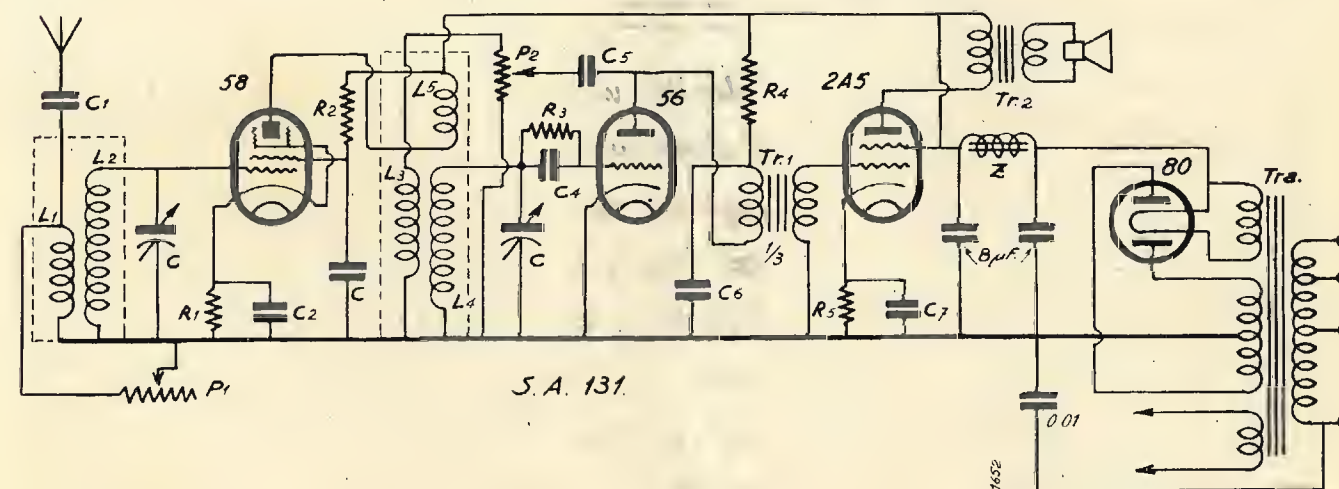 C1
L1
L2
C
58
R1
C2
R2
C
L5
L3
L4
P2
C5
R3
C4
C
56
R4
C6
Tr.1
1/3
2A5
R5
C7
Tr.2
Z
8µF.
80
Tra.
0.01
P1
S.A. 131.
1652